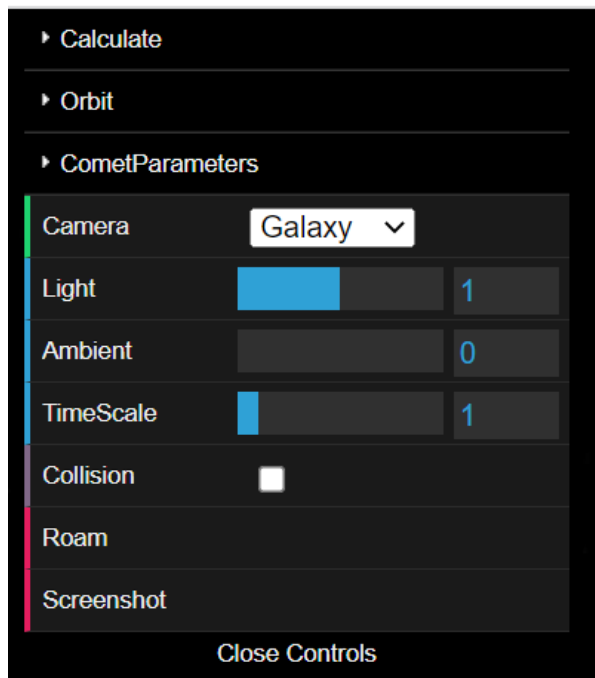 Calculate
Orbit
CometParameters
Camera Galaxy
Light 1
Ambient 0
TimeScale 1
Collision
Roam
Screenshot
Close Controls